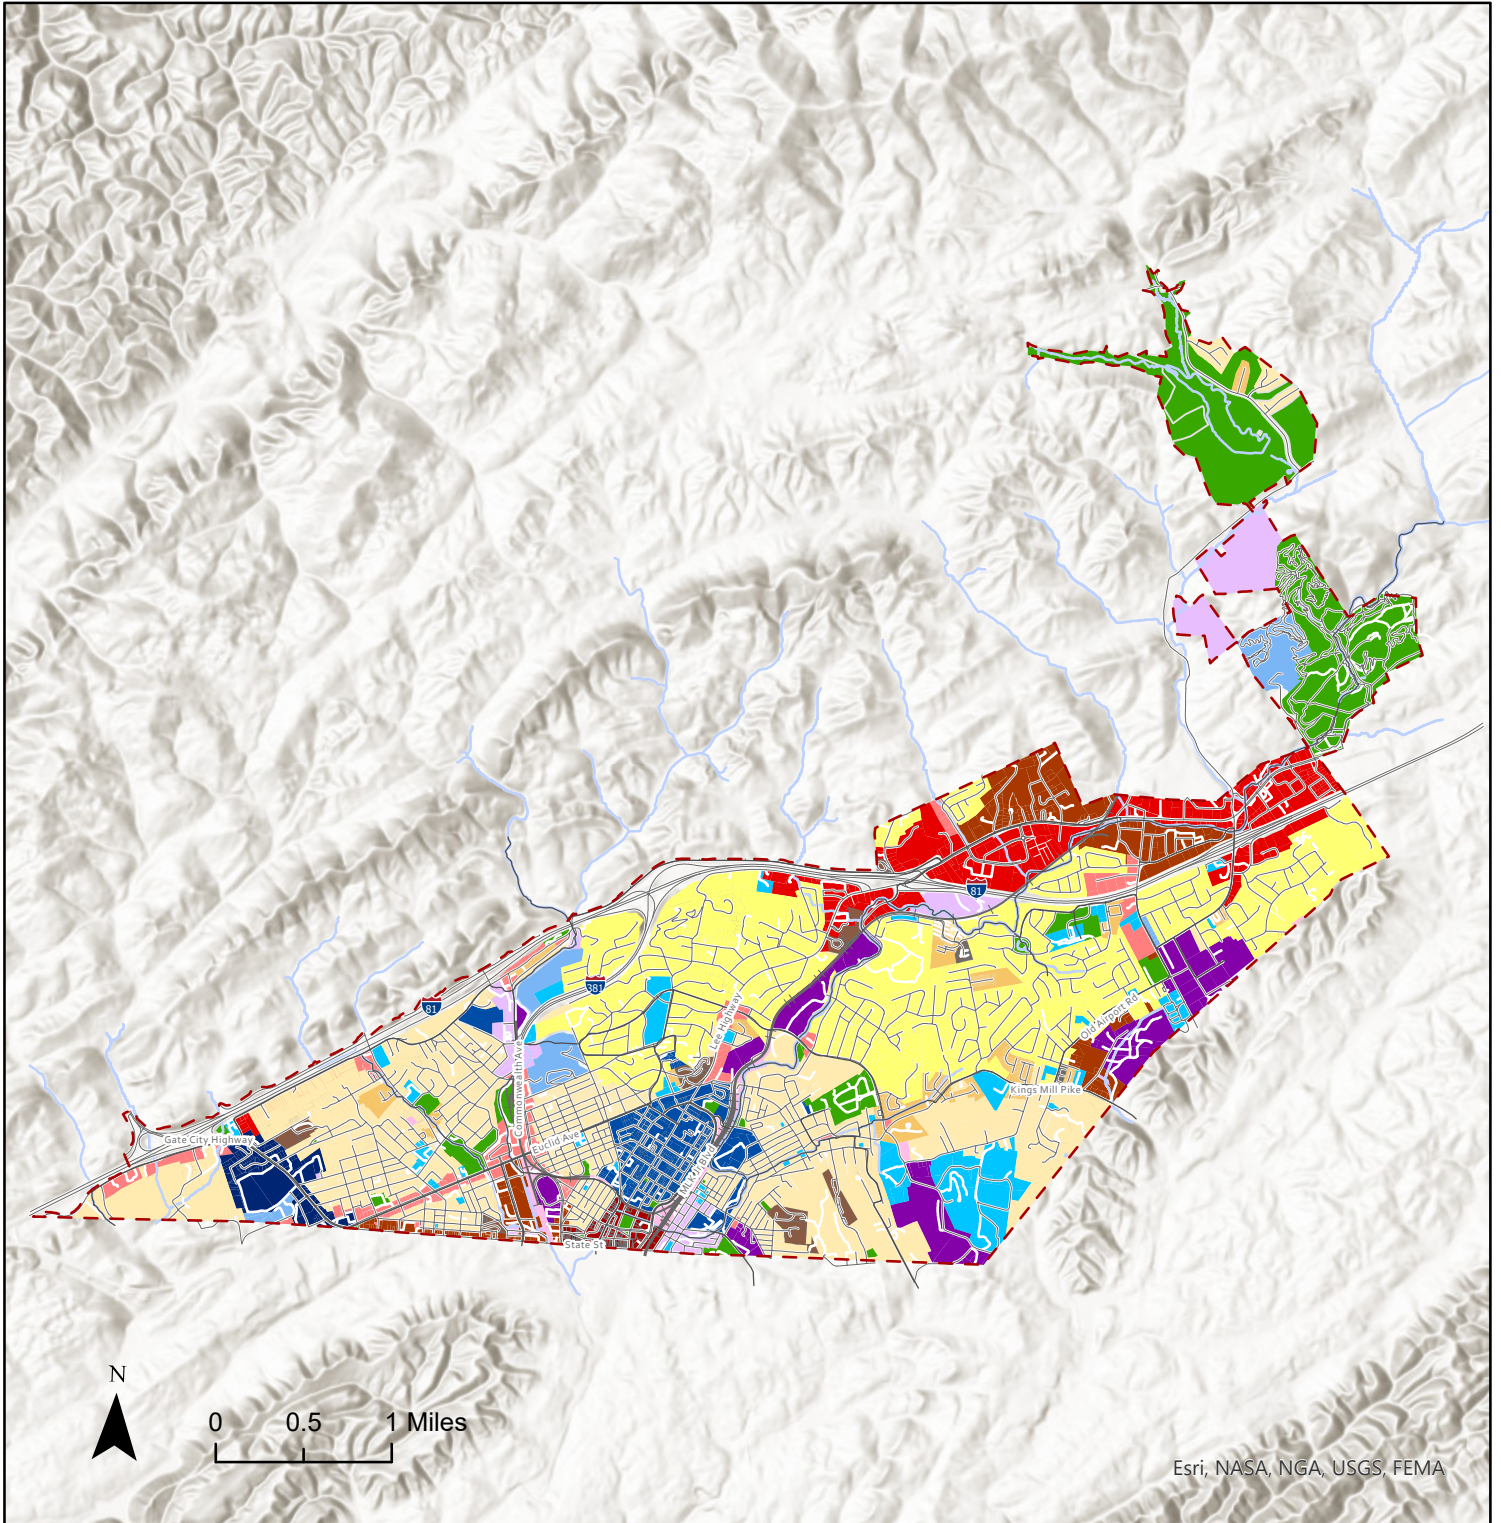 81
81
381
Lee Highway
Old Airport Rd
Commonwealth Ave
Kings Mill Pike
Gate City Highway
Euclid Ave
MLK Jr Blvd
State St
N
0 0.5 1 Miles
Esri, NASA, NGA, USGS, FEMA